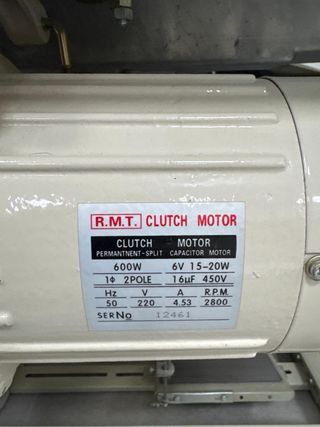 R.M.T. CLUTCH MOTOR
CLUTCH MOTOR
PERMANTNENT-SPLIT CAPACITOR MOTOR
600W 6V 15-20W
1Φ 2POLE 16µF 450V
Hz V A R.P.M
50 220 4.53 2800
SERNo 12461